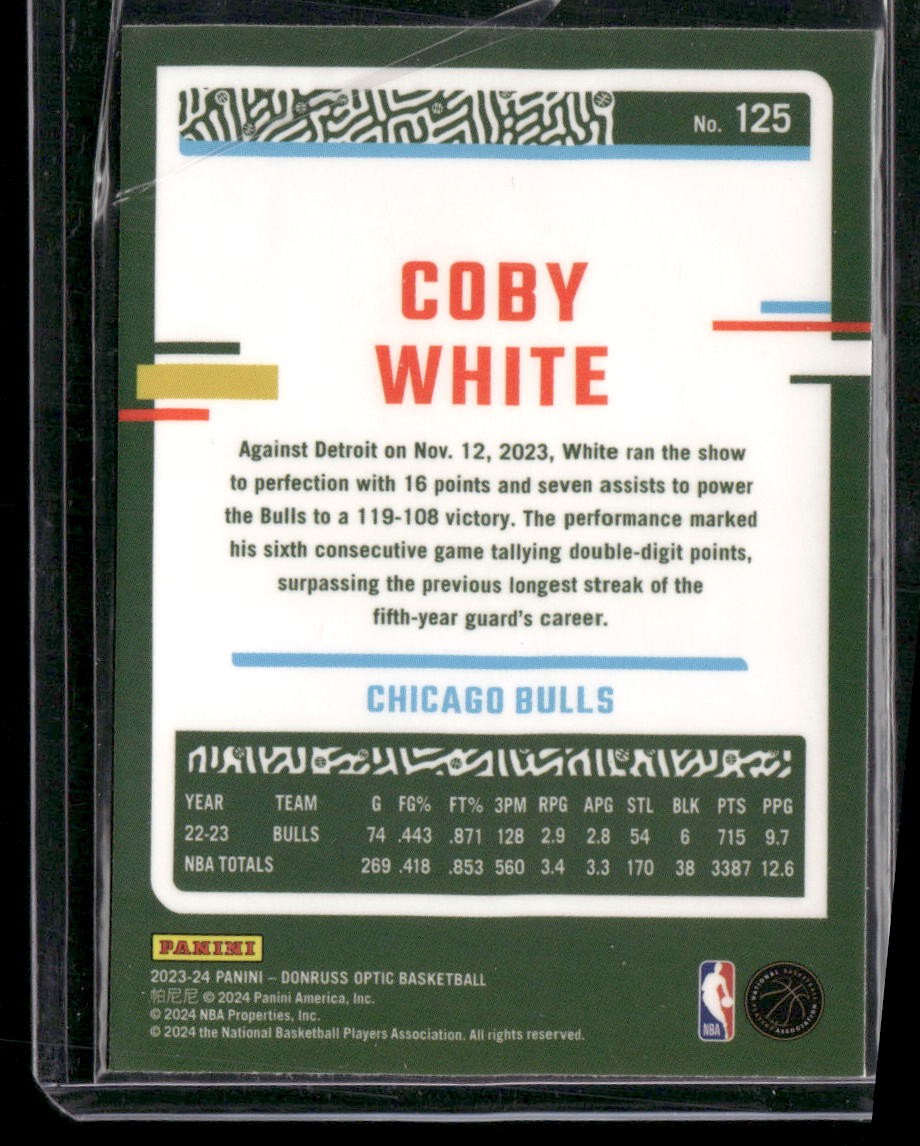 No. 125
COBY
WHITE
Against Detroit on Nov. 12, 2023, White ran the show
to perfection with 16 points and seven assists to power
the Bulls to a 119-108 victory. The performance marked
his sixth consecutive game tallying double-digit points,
surpassing the previous longest streak of the
fifth-year guard's career.
CHICAGO BULLS
YEAR TEAM G FG% FT% 3PM RPG APG STL BLK PTS PPG
22-23 BULLS 74 .443 .871 128 2.9 2.8 54 6 715 9.7
NBA TOTALS 269 .418 .853 560 3.4 3.3 170 38 3387 12.6
PANINI
2023-24 PANINI – DONRUSS OPTIC BASKETBALL
帕尼尼 © 2024 Panini America, Inc.
© 2024 NBA Properties, Inc.
© 2024 the National Basketball Players Association. All rights reserved.
NBA
NATIONAL BASKETBALL PLAYERS ASSOCIATION